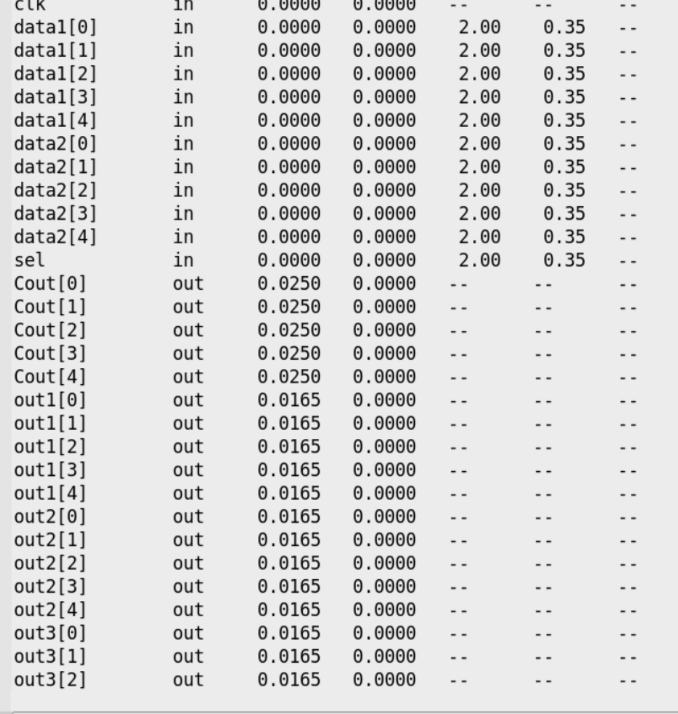 clk in 0.0000 0.0000 -- -- --
data1[0] in 0.0000 0.0000 2.00 0.35 --
data1[1] in 0.0000 0.0000 2.00 0.35 --
data1[2] in 0.0000 0.0000 2.00 0.35 --
data1[3] in 0.0000 0.0000 2.00 0.35 --
data1[4] in 0.0000 0.0000 2.00 0.35 --
data2[0] in 0.0000 0.0000 2.00 0.35 --
data2[1] in 0.0000 0.0000 2.00 0.35 --
data2[2] in 0.0000 0.0000 2.00 0.35 --
data2[3] in 0.0000 0.0000 2.00 0.35 --
data2[4] in 0.0000 0.0000 2.00 0.35 --
sel in 0.0000 0.0000 2.00 0.35 --
Cout[0] out 0.0250 0.0000 -- -- --
Cout[1] out 0.0250 0.0000 -- -- --
Cout[2] out 0.0250 0.0000 -- -- --
Cout[3] out 0.0250 0.0000 -- -- --
Cout[4] out 0.0250 0.0000 -- -- --
out1[0] out 0.0165 0.0000 -- -- --
out1[1] out 0.0165 0.0000 -- -- --
out1[2] out 0.0165 0.0000 -- -- --
out1[3] out 0.0165 0.0000 -- -- --
out1[4] out 0.0165 0.0000 -- -- --
out2[0] out 0.0165 0.0000 -- -- --
out2[1] out 0.0165 0.0000 -- -- --
out2[2] out 0.0165 0.0000 -- -- --
out2[3] out 0.0165 0.0000 -- -- --
out2[4] out 0.0165 0.0000 -- -- --
out3[0] out 0.0165 0.0000 -- -- --
out3[1] out 0.0165 0.0000 -- -- --
out3[2] out 0.0165 0.0000 -- -- --